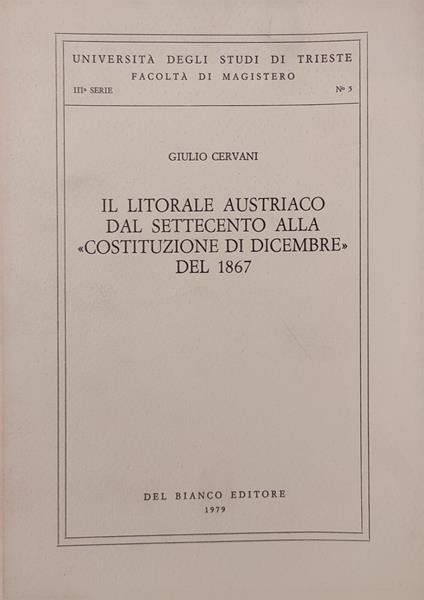 UNIVERSITÀ DEGLI STUDI DI TRIESTE
FACOLTÀ DI MAGISTERO
IIIª SERIE Nº 5
GIULIO CERVANI
IL LITORALE AUSTRIACO
DAL SETTECENTO ALLA
«COSTITUZIONE DI DICEMBRE»
DEL 1867
DEL BIANCO EDITORE
1979